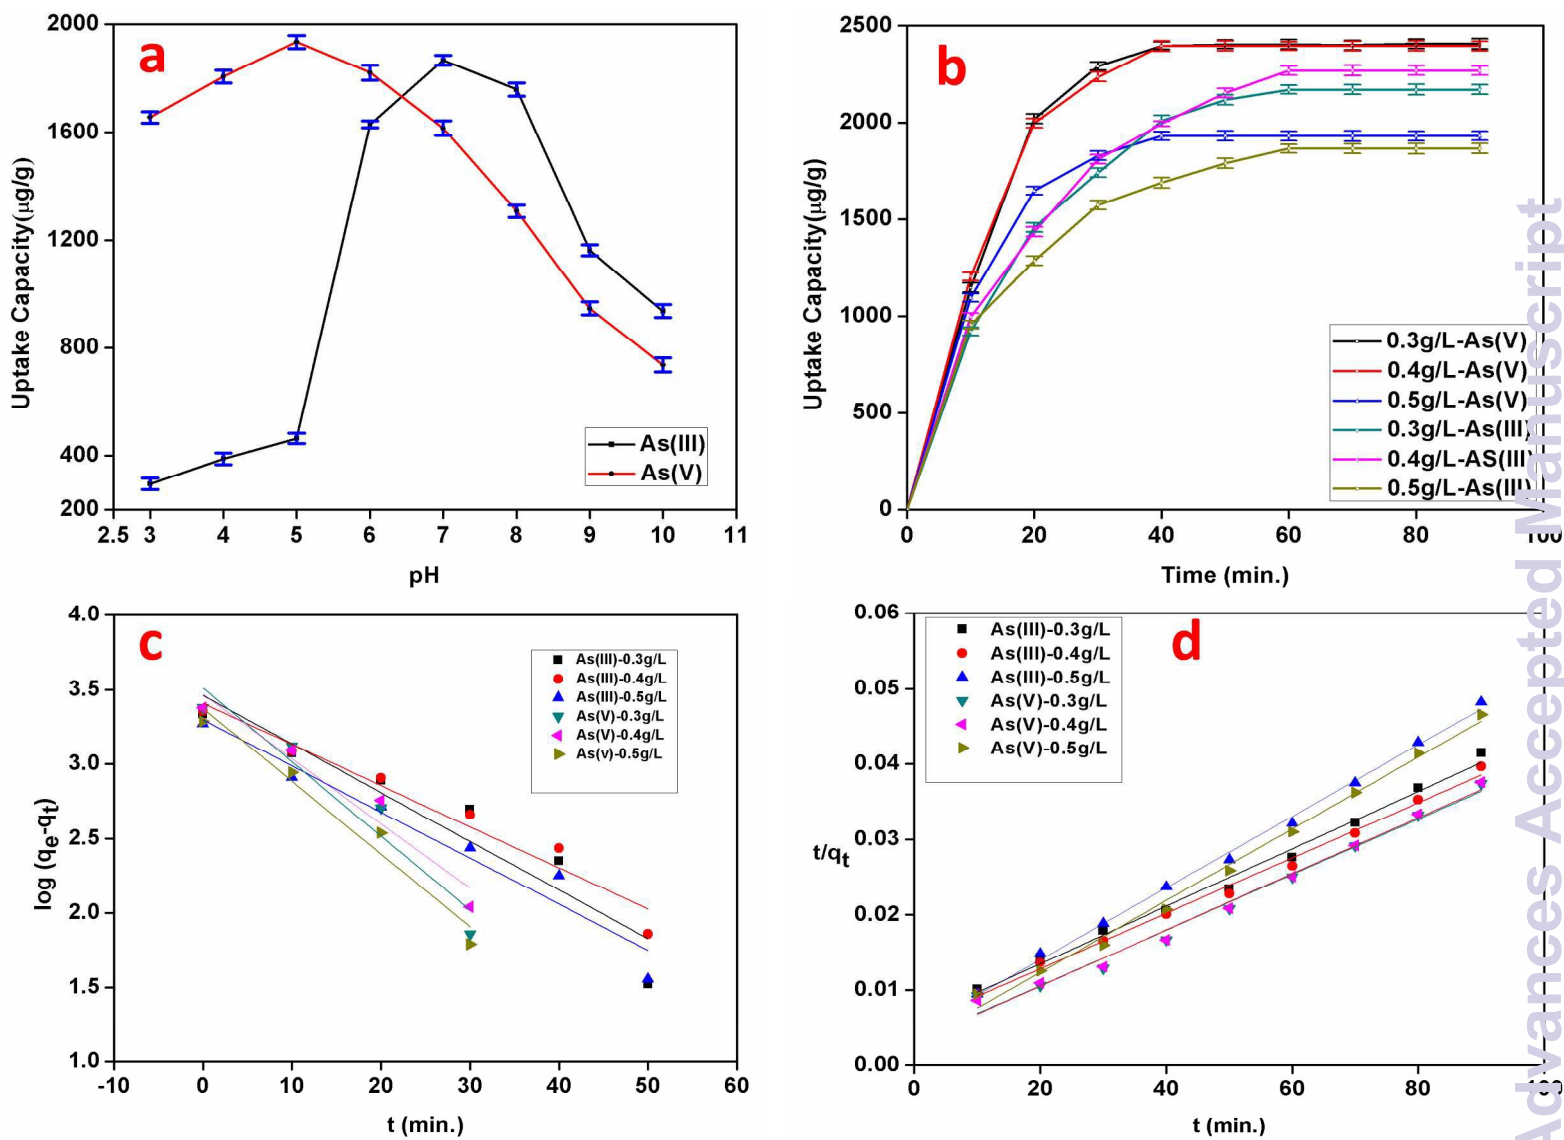 a
2000
1600
1200
800
400
200
2.5 3 4 5 6 7 8 9 10 11
Uptake Capacity(μg/g)
pH
As(III)
As(V)
b
2500
2000
1500
1000
500
0
0 20 40 60 80 100
Uptake Capacity(μg/g)
Time (min.)
0.3g/L-As(V)
0.4g/L-As(V)
0.5g/L-As(V)
0.3g/L-As(III)
0.4g/L-AS(III)
0.5g/L-As(III)
c
4.0
3.5
3.0
2.5
2.0
1.5
1.0
-10 0 10 20 30 40 50 60
log (qe-qt)
t (min.)
As(III)-0.3g/L
As(III)-0.4g/L
As(III)-0.5g/L
As(V)-0.3g/L
As(V)-0.4g/L
As(v)-0.5g/L
d
0.06
0.05
0.04
0.03
0.02
0.01
0.00
0 20 40 60 80 100
t/qt
t (min.)
As(III)-0.3g/L
As(III)-0.4g/L
As(III)-0.5g/L
As(V)-0.3g/L
As(V)-0.4g/L
As(V)-0.5g/L
Advances Accepted Manuscript